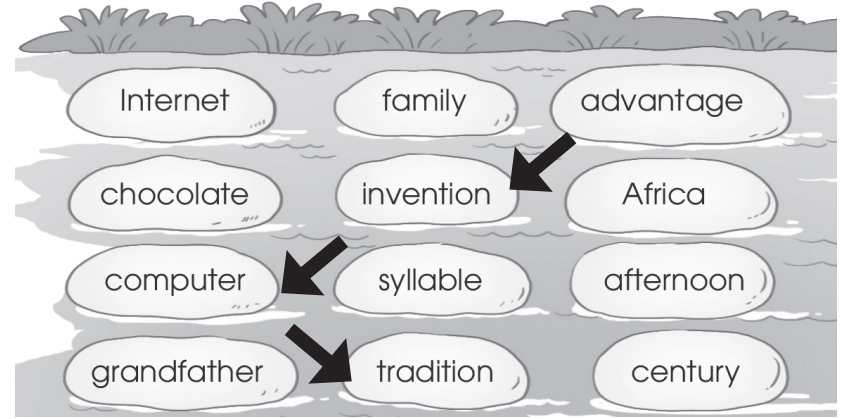 Internet family advantage
chocolate invention Africa
computer syllable afternoon
grandfather tradition century